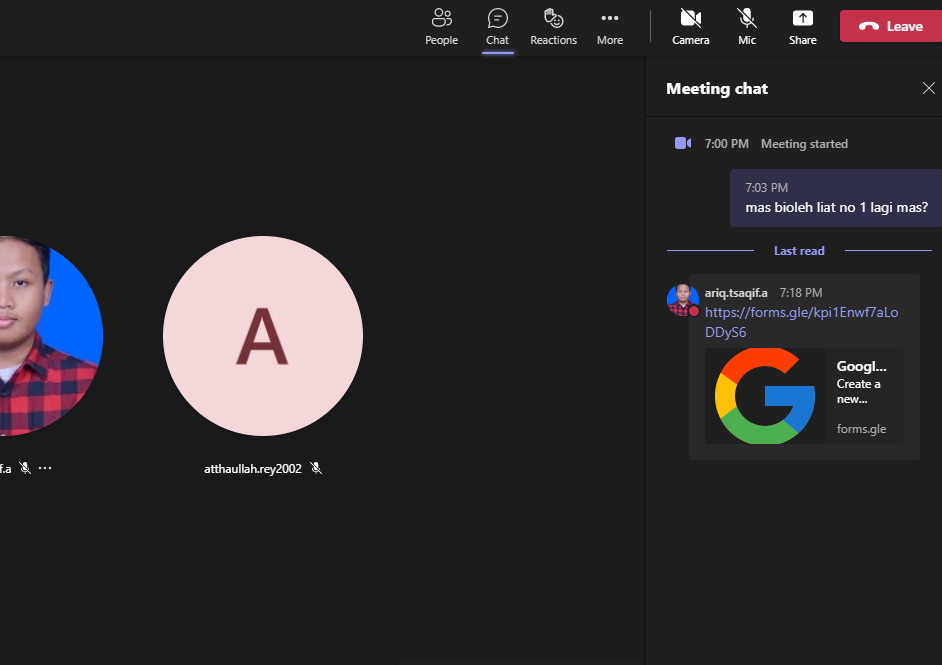 People Chat Reactions More Camera Mic Share Leave
Meeting chat
7:00 PM Meeting started
7:03 PM
mas bioleh liat no 1 lagi mas?
Last read
ariq.tsaqif.a 7:18 PM
https://forms.gle/kpi1Enwf7aLo
DDyS6
Googl...
Create a
new...
forms.gle
A
f.a
atthaullah.rey2002